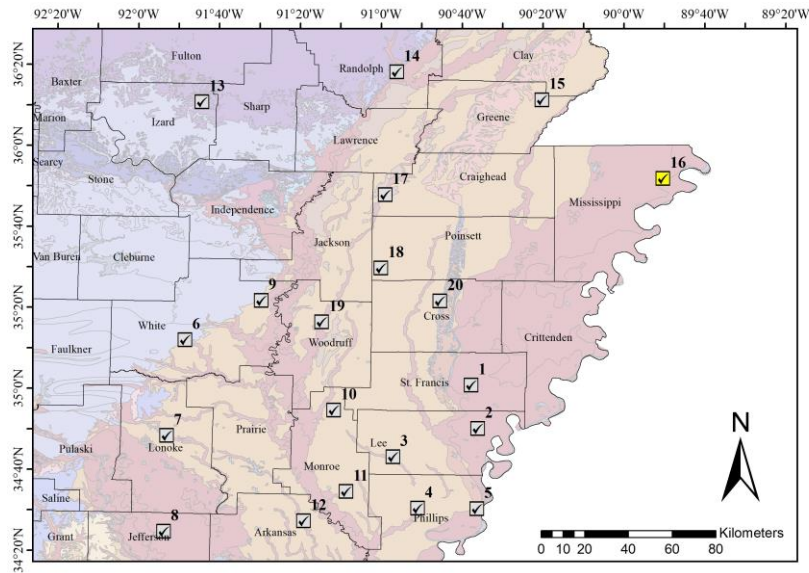 92°20'W 92°0'W 91°40'W 91°20'W 91°0'W 90°40'W 90°20'W 90°0'W 89°40'W 89°20'W
36°20'N
36°0'N
35°40'N
35°20'N
35°0'N
34°40'N
34°20'N
Fulton
Randolph
14
Clay
Baxter
13
Sharp
15
Marion
Izard
Greene
Lawrence
Searcy
16
Stone
17
Craighead
Mississippi
Independence
Poinsett
Jackson
18
Van Buren
Cleburne
9
20
19
Cross
White
6
Woodruff
Crittenden
Faulkner
St. Francis
1
10
2
7
Pulaski
Lonoke
Prairie
Lee
3
Monroe
11
Saline
4
5
8
12
Phillips
Grant
Jefferson
Arkansas
N
Kilometers
0 10 20 40 60 80